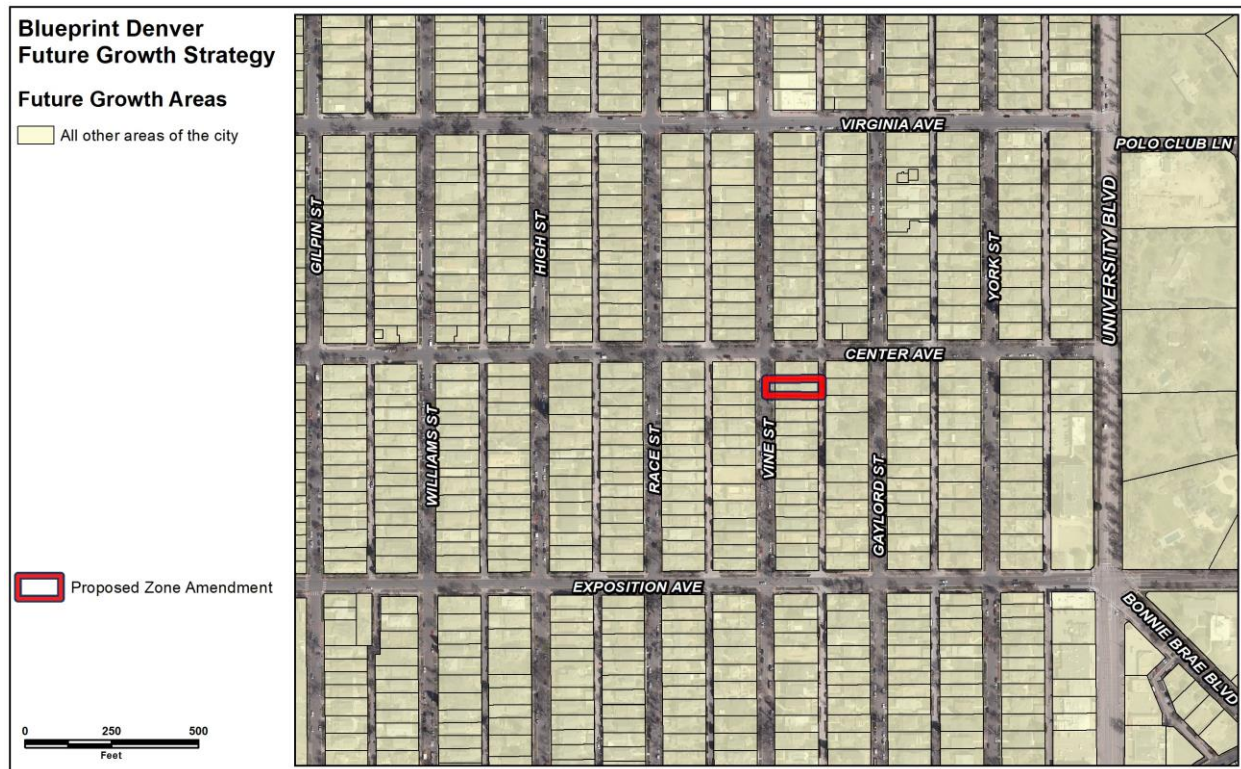 Blueprint Denver
Future Growth Strategy
Future Growth Areas
All other areas of the city
Proposed Zone Amendment
0 250 500
Feet
VIRGINIA AVE
POLO CLUB LN
GILPIN ST
HIGH ST
YORK ST
UNIVERSITY BLVD
CENTER AVE
WILLIAMS ST
RACE ST
VINE ST
GAYLORD ST
EXPOSITION AVE
BONNIE BRAE BLVD